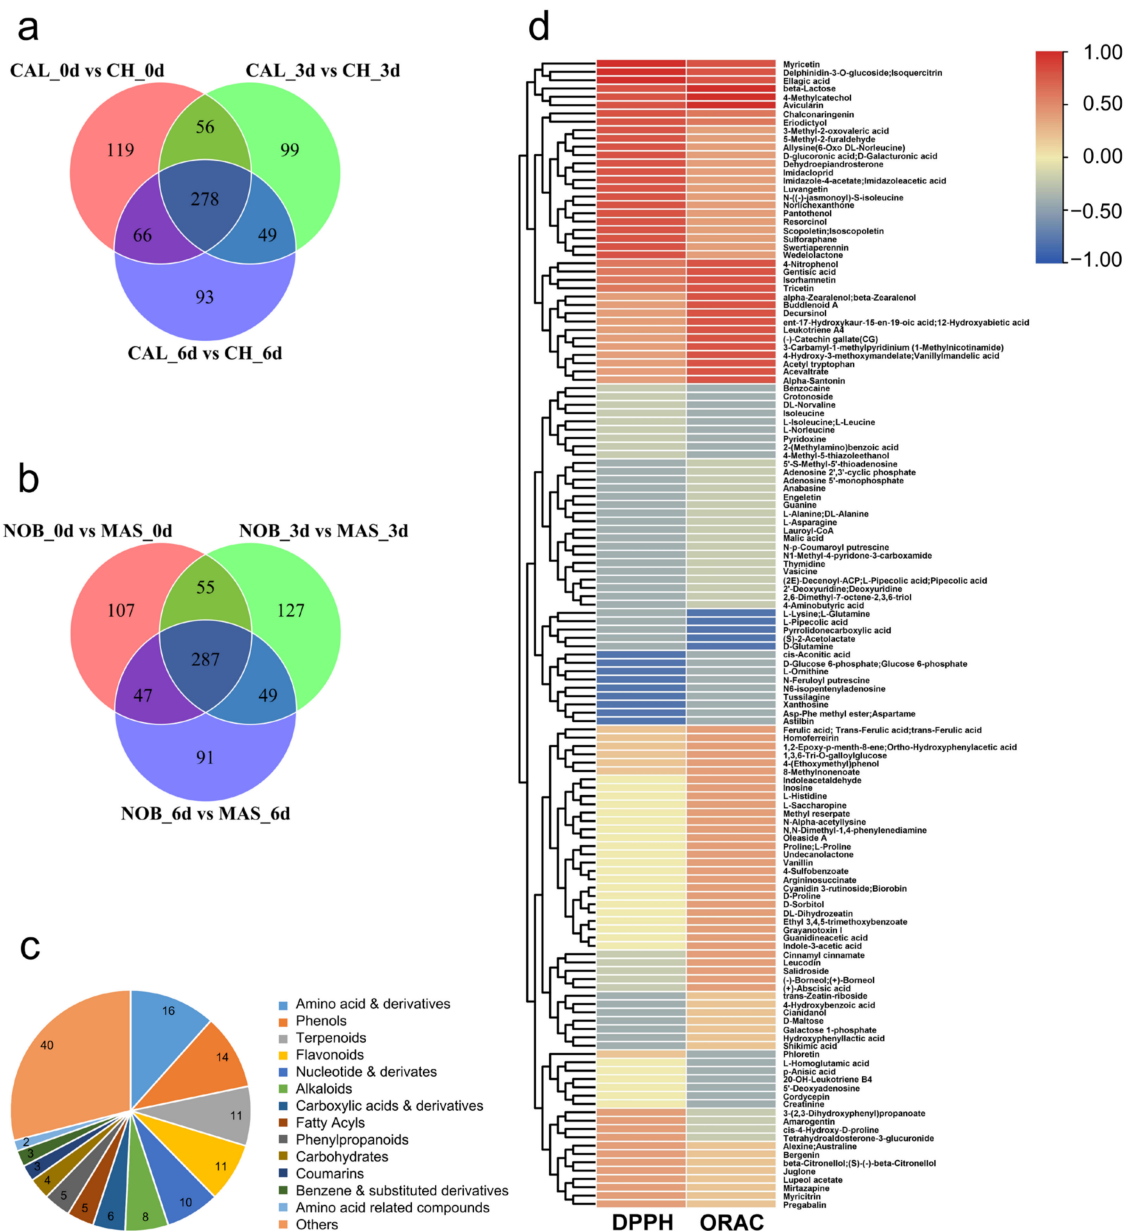 a
CAL_0d vs CH_0d
CAL_3d vs CH_3d
56
119
99
278
66
49
93
CAL_6d vs CH_6d
b
NOB_0d vs MAS_0d
NOB_3d vs MAS_3d
55
107
127
287
47
49
91
NOB_6d vs MAS_6d
c
16
14
11
11
10
8
6
5
5
4
3
3
2
40
Amino acid & derivatives
Phenols
Terpenoids
Flavonoids
Nucleotide & derivates
Alkaloids
Carboxylic acids & derivatives
Fatty Acyls
Phenylpropanoids
Carbohydrates
Coumarins
Benzene & substituted derivatives
Amino acid related compounds
Others
d
1.00
0.50
0.00
−0.50
−1.00
Myricetin
Delphinidin-3-O-glucoside;Isoquercitrin
Ellagic acid
beta-Lactose
4-Methylcatechol
Avicularin
Chalconaringenin
Eriodictyol
3-Methyl-2-oxovaleric acid
5-Methyl-2-furaldehyde
Allysine(6-Oxo DL-Norleucine)
D-glucoronic acid;D-Galacturonic acid
Dehydroepiandrosterone
Imidacloprid
Imidazole-4-acetate;Imidazoleacetic acid
Luvangetin
N-((-)-jasmonoyl)-S-isoleucine
Norlichexanthone
Pantothenol
Resorcinol
Scopoletin;Isoscopoletin
Sulforaphane
Swertiaperennin
Wedelolactone
4-Nitrophenol
Gentisic acid
Isorhamnetin
Tricetin
alpha-Zearalenol;beta-Zearalenol
Buddlenoid A
Decursinol
ent-17-Hydroxykaur-15-en-19-oic acid;12-Hydroxyabietic acid
Leukotriene A4
(-)-Catechin gallate(CG)
3-Carbamyl-1-methylpyridinium (1-Methylnicotinamide)
4-Hydroxy-3-methoxymandelate;Vanillylmandelic acid
Acetyl tryptophan
Acevaltrate
Alpha-Santonin
Benzocaine
Crotonoside
DL-Norvaline
Isoleucine
L-Isoleucine;L-Leucine
L-Norleucine
Pyridoxine
2-(Methylamino)benzoic acid
4-Methyl-5-thiazoleethanol
5'-S-Methyl-5'-thioadenosine
Adenosine 2',3'-cyclic phosphate
Adenosine 5'-monophosphate
Anabasine
Engeletin
Guanine
L-Alanine;DL-Alanine
L-Asparagine
Lauroyl-CoA
Malic acid
N-p-Coumaroyl putrescine
N1-Methyl-4-pyridone-3-carboxamide
Thymidine
Vasicine
(2E)-Decenoyl-ACP;L-Pipecolic acid;Pipecolic acid
2'-Deoxyuridine;Deoxyuridine
2,6-Dimethyl-7-octene-2,3,6-triol
4-Aminobutyric acid
L-Lysine;L-Glutamine
L-Pipecolic acid
Pyrrolidonecarboxylic acid
(S)-2-Acetolactate
D-Glutamine
cis-Aconitic acid
D-Glucose 6-phosphate;Glucose 6-phosphate
L-Ornithine
N-Feruloyl putrescine
N6-isopentenyladenosine
Tussilagine
Xanthosine
Asp-Phe methyl ester;Aspartame
Astilbin
Ferulic acid; Trans-Ferulic acid;trans-Ferulic acid
Homoferreirin
1,2-Epoxy-p-menth-8-ene;Ortho-Hydroxyphenylacetic acid
1,3,6-Tri-O-galloylglucose
4-(Ethoxymethyl)phenol
8-Methylnonenoate
Indoleacetaldehyde
Inosine
L-Histidine
L-Saccharopine
Methyl reserpate
N-Alpha-acetyllysine
N,N-Dimethyl-1,4-phenylenediamine
Oleaside A
Proline;L-Proline
Undecanolactone
Vanillin
4-Sulfobenzoate
Argininosuccinate
Cyanidin 3-rutinoside;Biorobin
D-Proline
D-Sorbitol
DL-Dihydrozeatin
Ethyl 3,4,5-trimethoxybenzoate
Grayanotoxin I
Guanidineacetic acid
Indole-3-acetic acid
Cinnamyl cinnamate
Leucodin
Salidroside
(-)-Borneol;(+)-Borneol
(+)-Abscisic acid
trans-Zeatin-riboside
4-Hydroxybenzoic acid
Cianidanol
D-Maltose
Galactose 1-phosphate
Hydroxyphenyllactic acid
Shikimic acid
Phloretin
L-Homoglutamic acid
p-Anisic acid
20-OH-Leukotriene B4
5'-Deoxyadenosine
Cordycepin
Creatinine
3-(2,3-Dihydroxyphenyl)propanoate
Amarogentin
cis-4-Hydroxy-D-proline
Tetrahydroaldosterone-3-glucuronide
Alexine;Australine
Bergenin
beta-Citronellol;(S)-(-)-beta-Citronellol
Juglone
Lupeol acetate
Mirtazapine
Myricitrin
Pregabalin
DPPH
ORAC